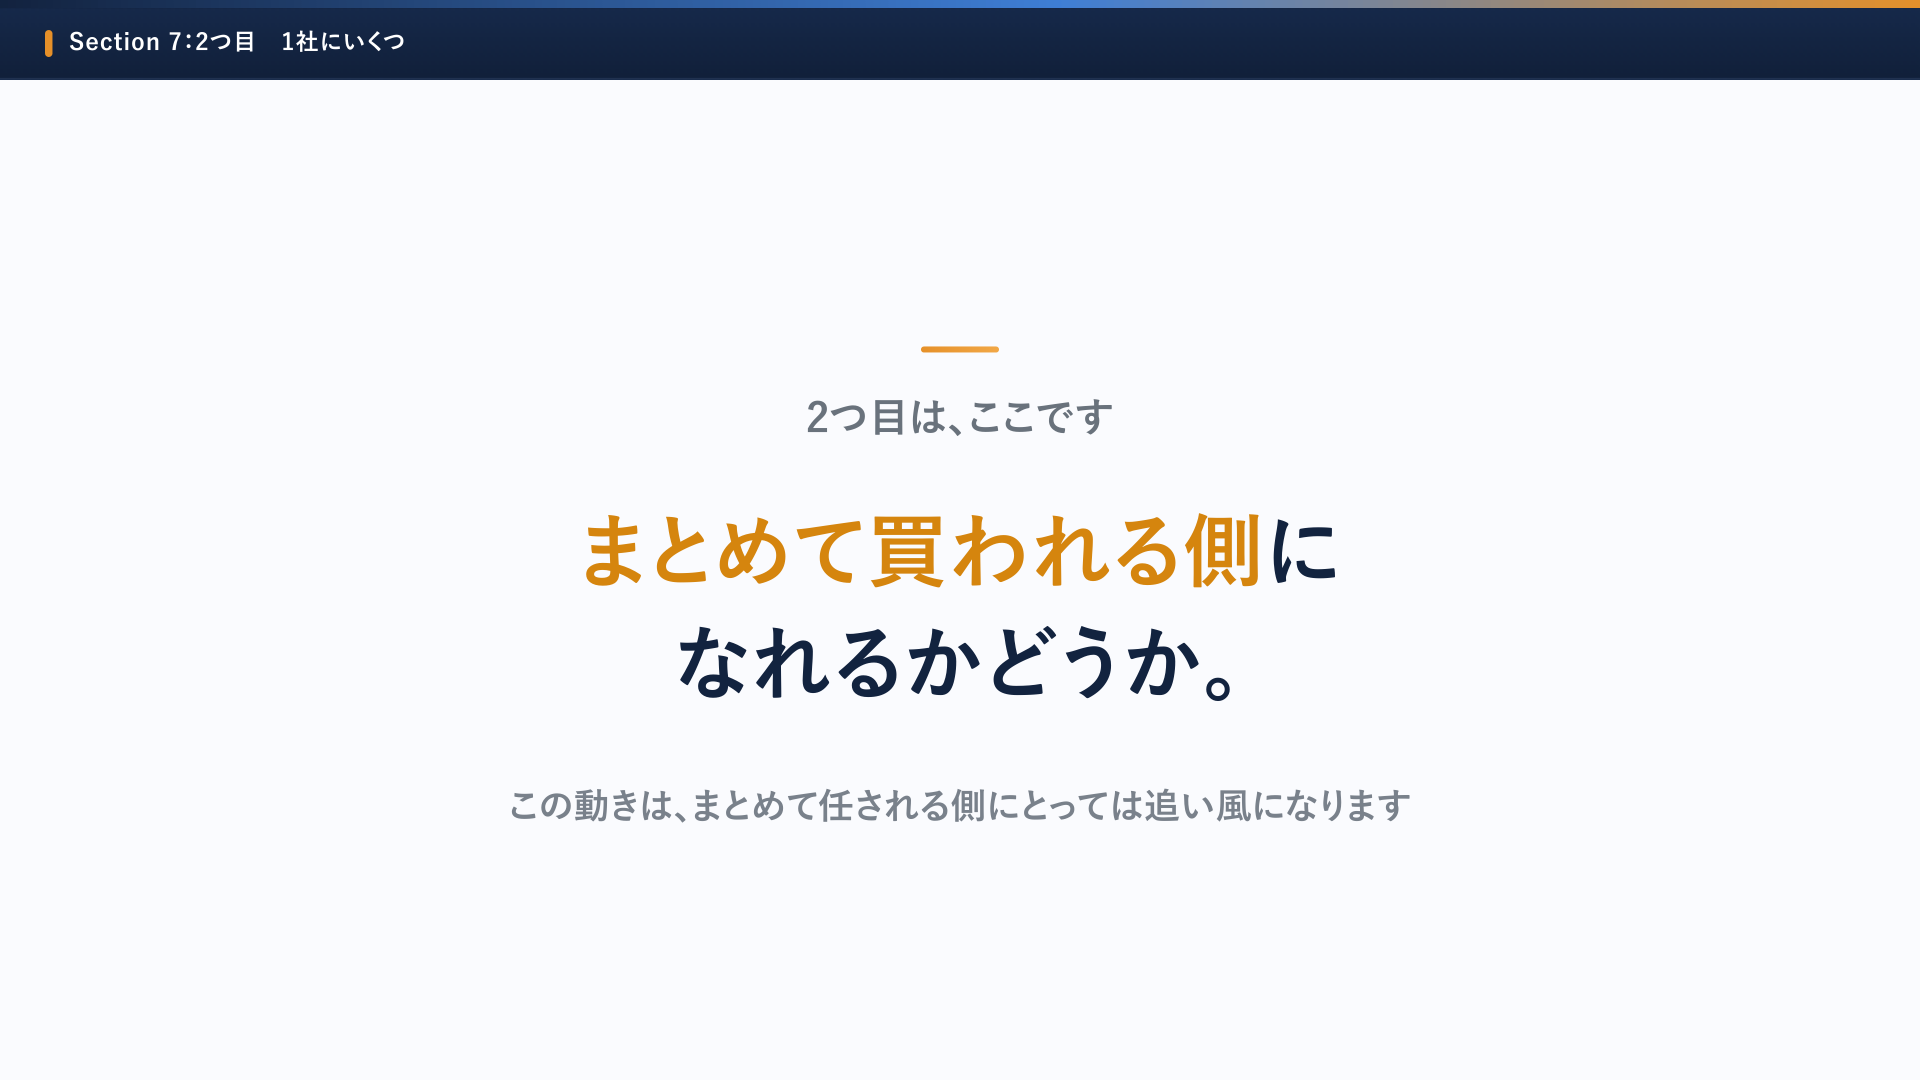 Section 7：2つ目　1社にいくつ
2つ目は、ここです
まとめて買われる側に
なれるかどうか。
この動きは、まとめて任される側にとっては追い風になります